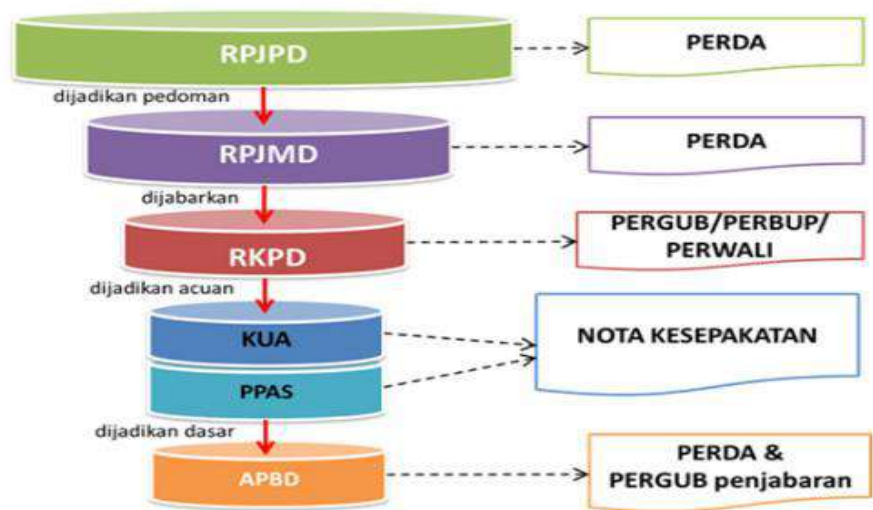 RPJPD
PERDA
dijadikan pedoman
RPJMD
PERDA
dijabarkan
RKPD
PERGUB/PERBUP/
PERWALI
dijadikan acuan
KUA
PPAS
NOTA KESEPAKATAN
dijadikan dasar
APBD
PERDA &
PERGUB penjabaran